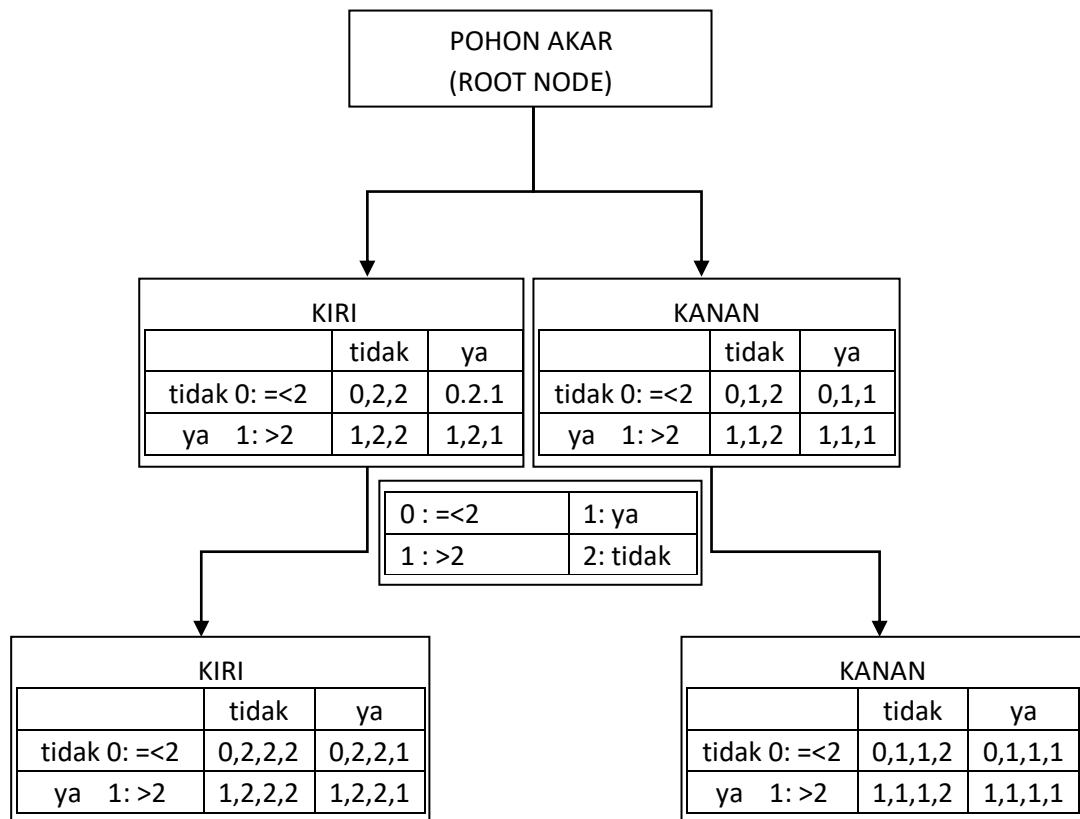 POHON AKAR
(ROOT NODE)
KIRI
tidak ya
tidak 0: =<2 0,2,2 0.2.1
ya 1: >2 1,2,2 1,2,1
KANAN
tidak ya
tidak 0: =<2 0,1,2 0,1,1
ya 1: >2 1,1,2 1,1,1
0 : =<2 1: ya
1 : >2 2: tidak
KIRI
tidak ya
tidak 0: =<2 0,2,2,2 0,2,2,1
ya 1: >2 1,2,2,2 1,2,2,1
KANAN
tidak ya
tidak 0: =<2 0,1,1,2 0,1,1,1
ya 1: >2 1,1,1,2 1,1,1,1